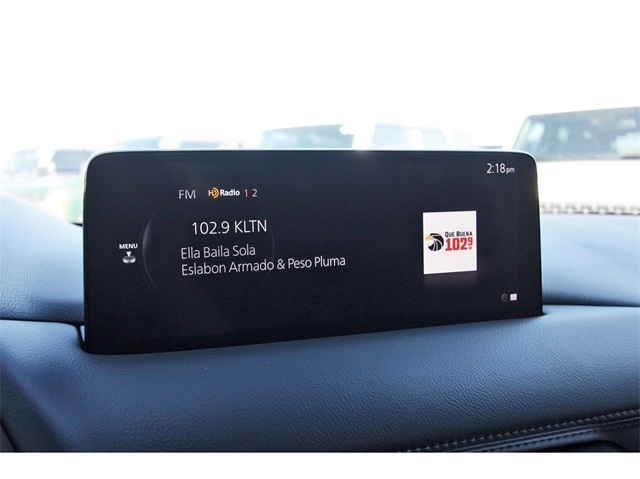 2:18pm
FM HD Radio 1 2
102.9 KLTN
MENU
Ella Baila Sola
Eslabon Armado & Peso Pluma
QUE BUENA
102.9